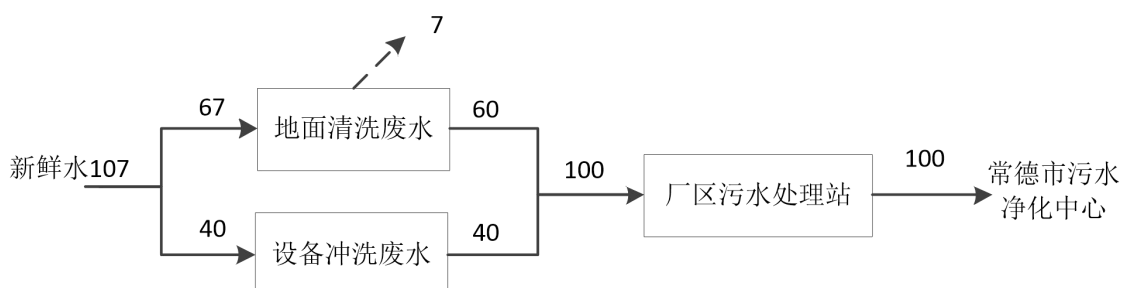 7
67
地面清洗废水
60
新鲜水107
100
厂区污水处理站
100
常德市污水
净化中心
40
设备冲洗废水
40